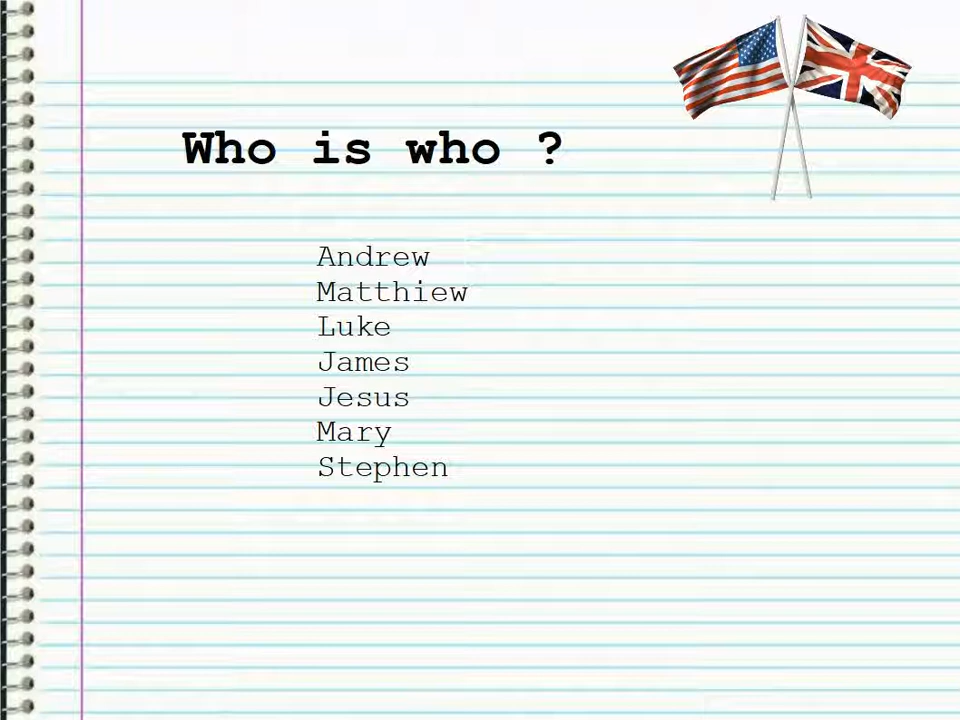 Who is who ?
Andrew
Matthiew
Luke
James
Jesus
Mary
Stephen